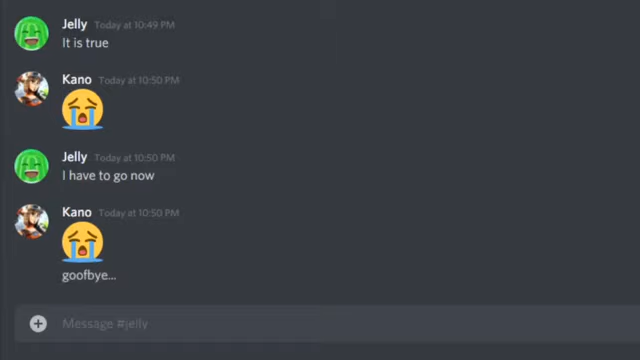 Jelly Today at 10:49 PM
It is true
Kano Today at 10:50 PM
Jelly Today at 10:50 PM
I have to go now
Kano Today at 10:50 PM
goofbye...
Message #jelly